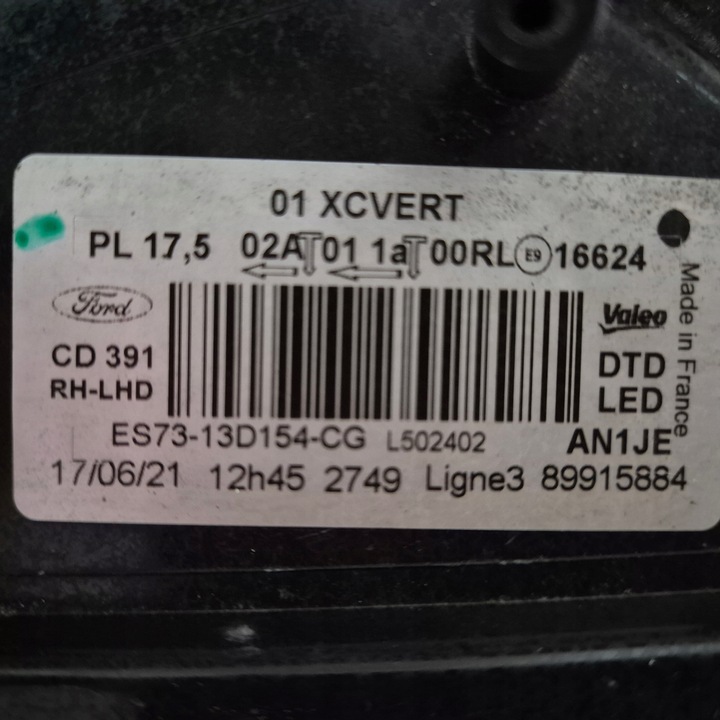 01 XCVERT
PL 17,5 02A 01 1a 00RL E9 16624
Ford
Valeo
Made in France
CD 391
DTD
RH-LHD
LED
ES73-13D154-CG L502402 AN1JE
17/06/21 12h45 2749 Ligne3 89915884